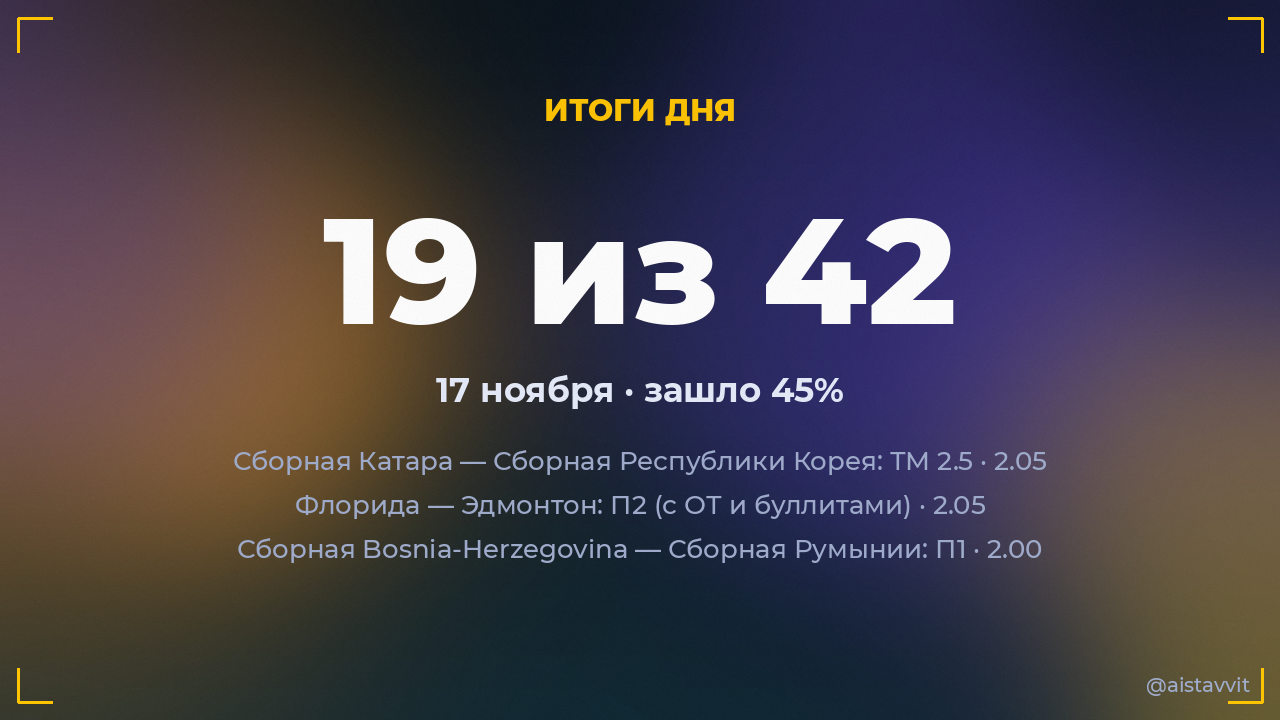 ИТОГИ ДНЯ
19 из 42
17 ноября · зашло 45%
Сборная Катара — Сборная Республики Корея: ТМ 2.5 · 2.05
Флорида — Эдмонтон: П2 (с ОТ и буллитами) · 2.05
Сборная Bosnia-Herzegovina — Сборная Румынии: П1 · 2.00
@aistavvit